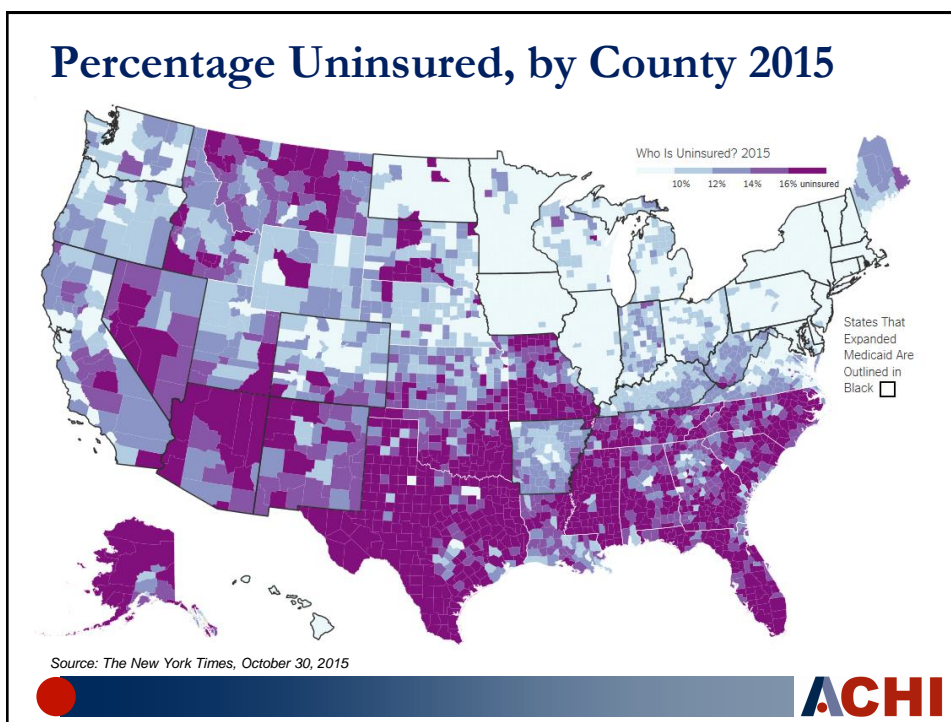 Percentage Uninsured, by County 2015
Who Is Uninsured? 2015
10% 12% 14% 16% uninsured
States That
Expanded
Medicaid Are
Outlined in
Black
Source: The New York Times, October 30, 2015
ACHI